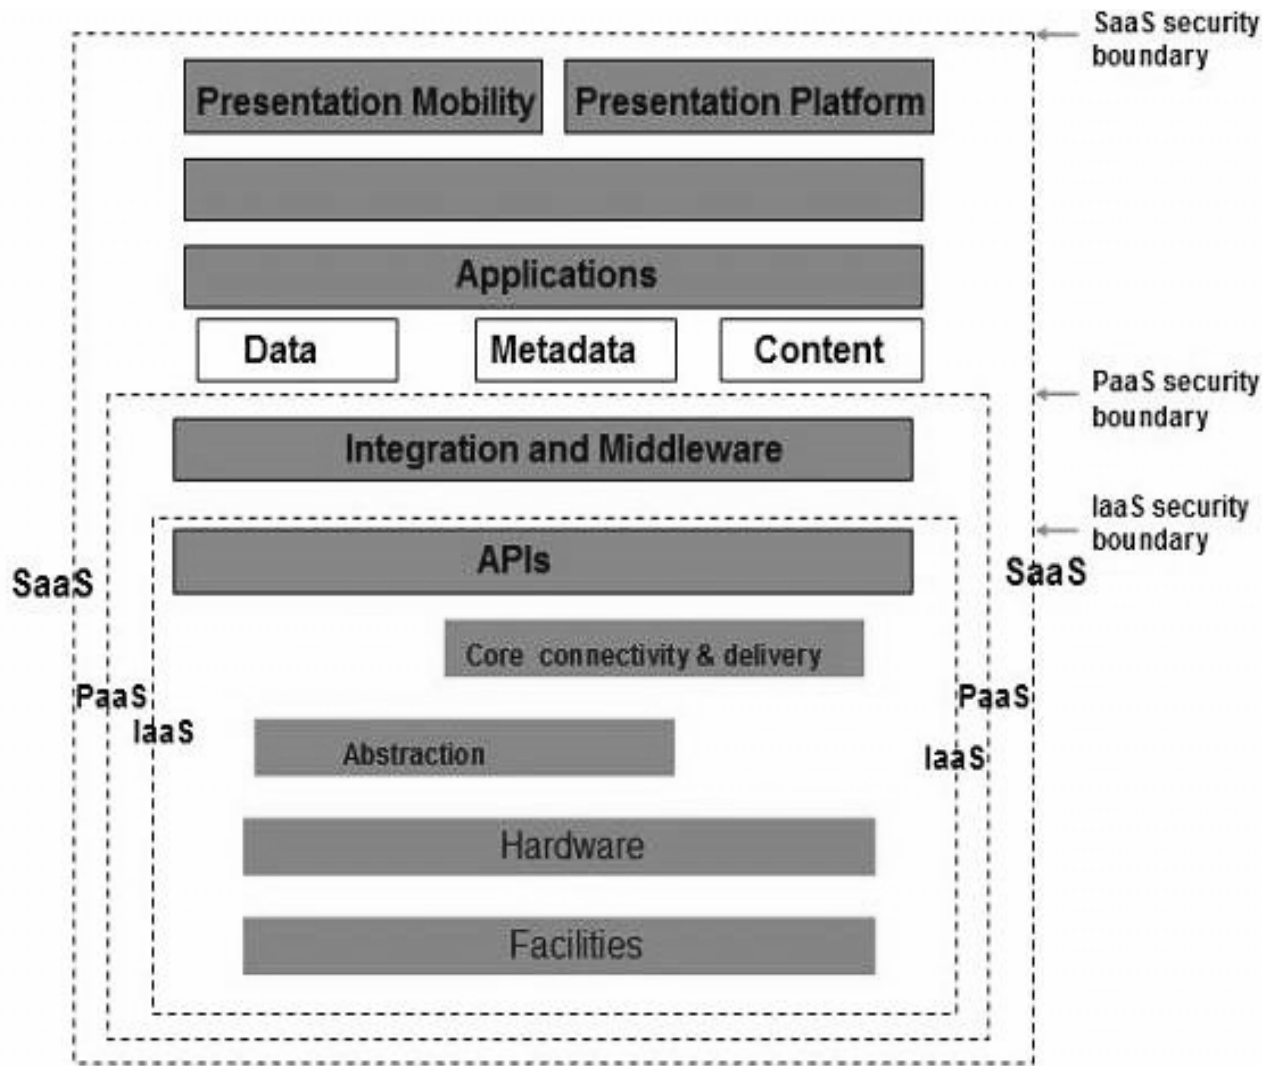 SaaS security
boundary
Presentation Mobility
Presentation Platform
Applications
Data
Metadata
Content
PaaS security
boundary
Integration and Middleware
IaaS security
boundary
APIs
SaaS
SaaS
Core connectivity & delivery
PaaS
PaaS
IaaS
Abstraction
IaaS
Hardware
Facilities